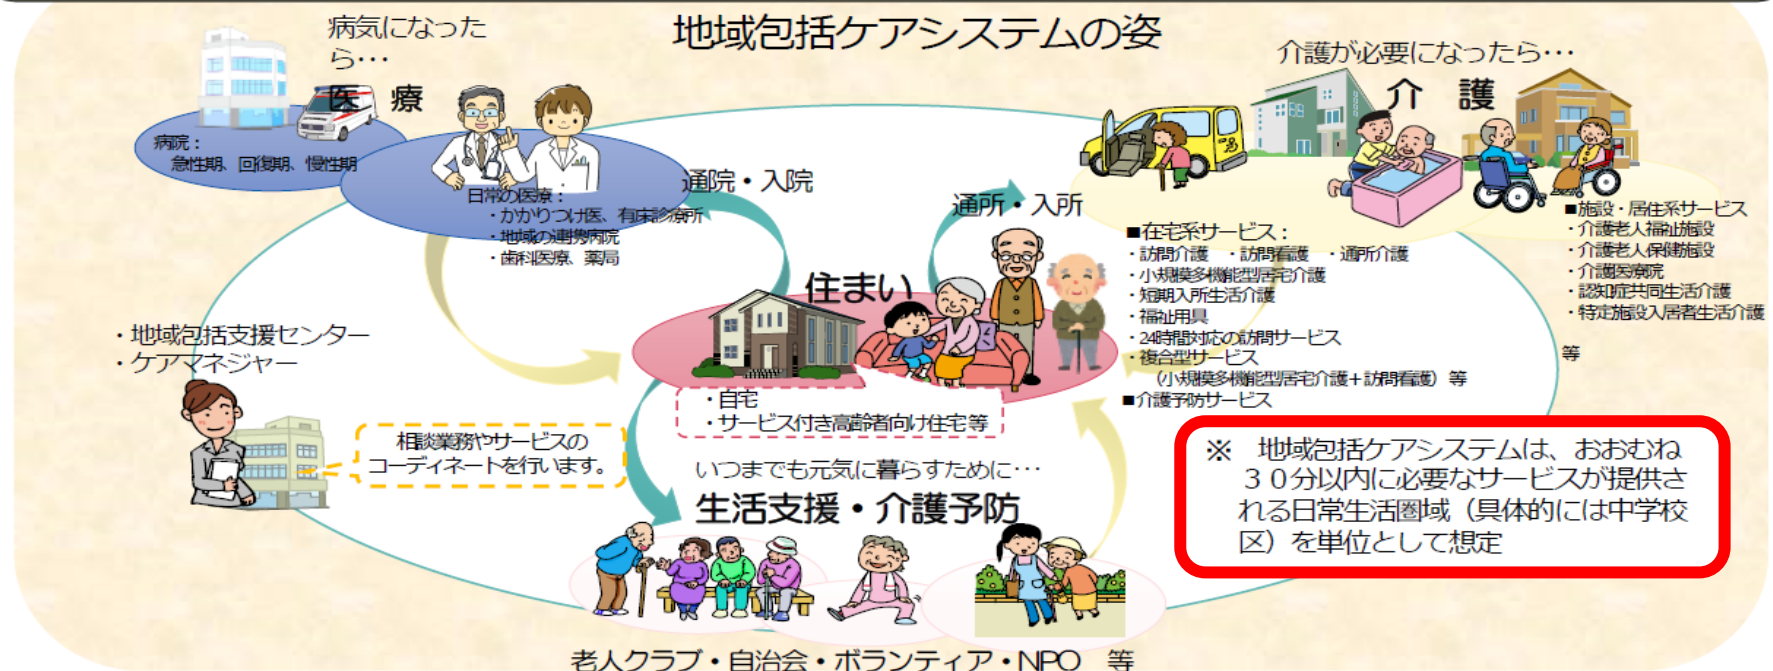 地域包括ケアシステムの姿
病気になった
ら･･･
医 療
病院：
急性期、回復期、慢性期
日常の医療：
・かかりつけ医、有床診療所
・地域の連携病院
・歯科医療、薬局
通院・入院
通所・入所
介護が必要になったら･･･
介 護
■在宅系サービス：
・訪問介護 ・訪問看護 ・通所介護
・小規模多機能型居宅介護
・短期入所生活介護
・福祉用具
・24時間対応の訪問サービス
・複合型サービス
（小規模多機能型居宅介護＋訪問看護）等
■介護予防サービス
■施設・居住系サービス
・介護老人福祉施設
・介護老人保健施設
・介護医療院
・認知症共同生活介護
・特定施設入居者生活介護
等
住まい
・自宅
・サービス付き高齢者向け住宅等
・地域包括支援センター
・ケアマネジャー
相談業務やサービスの
コーディネートを行います。
いつまでも元気に暮らすために･･･
生活支援・介護予防
老人クラブ・自治会・ボランティア・NPO 等
※ 地域包括ケアシステムは、おおむね
３０分以内に必要なサービスが提供さ
れる日常生活圏域（具体的には中学校
区）を単位として想定